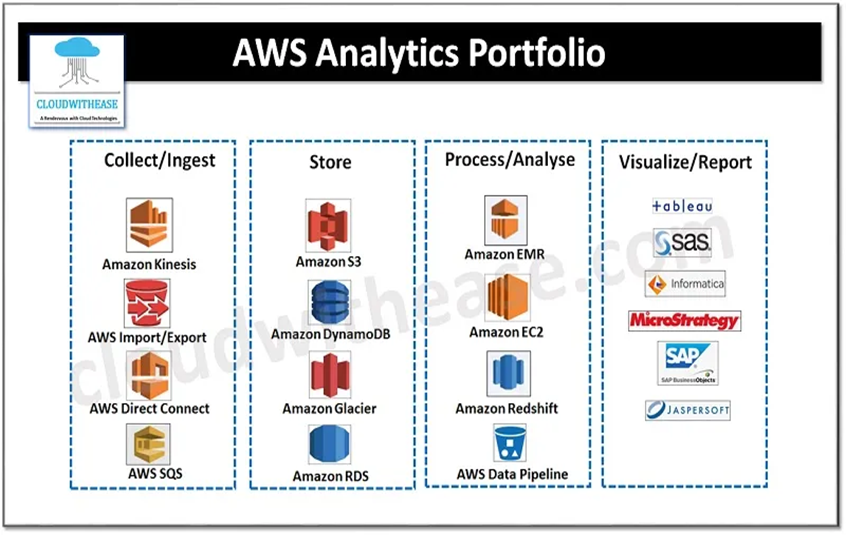 AWS Analytics Portfolio
CLOUDWITHEASE
A Rendezvous with Cloud Technologies
Collect/Ingest
Amazon Kinesis
AWS Import/Export
AWS Direct Connect
AWS SQS
Store
Amazon S3
Amazon DynamoDB
Amazon Glacier
Amazon RDS
Process/Analyse
Amazon EMR
Amazon EC2
Amazon Redshift
AWS Data Pipeline
Visualize/Report
+ableau
sas
Informatica
MicroStrategy
SAP
SAP BusinessObjects
JASPERSOFT
cloudwithease.com